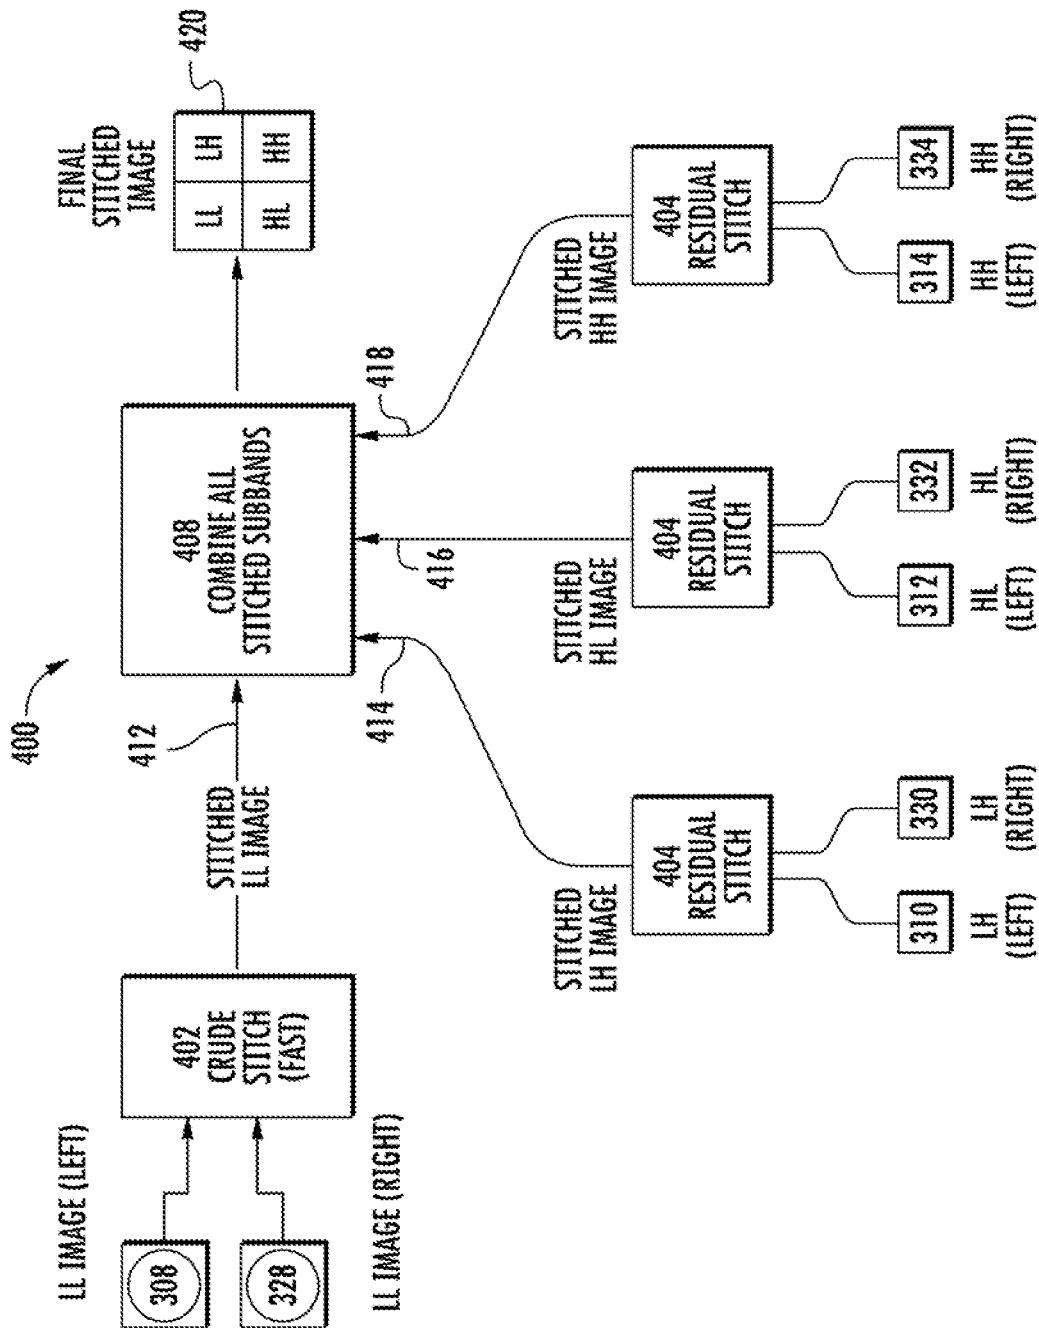 400
LL IMAGE (LEFT)
308
328
LL IMAGE (RIGHT)
402
CRUDE
STITCH
(FAST)
STITCHED
LL IMAGE
412
408
COMBINE ALL
STITCHED SUBBANDS
FINAL
STITCHED
IMAGE
LL
LH
HL
HH
420
414
416
418
STITCHED
LH IMAGE
STITCHED
HL IMAGE
STITCHED
HH IMAGE
404
RESIDUAL
STITCH
404
RESIDUAL
STITCH
404
RESIDUAL
STITCH
310
330
312
332
314
334
LH
(LEFT)
LH
(RIGHT)
HL
(LEFT)
HL
(RIGHT)
HH
(LEFT)
HH
(RIGHT)